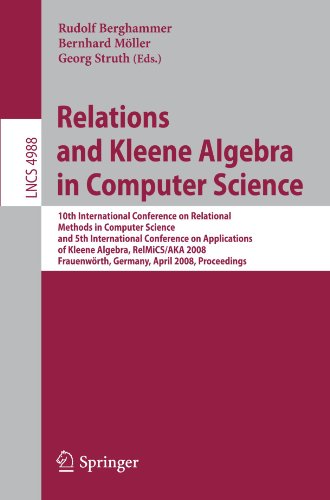 Rudolf Berghammer
Bernhard Möller
Georg Struth (Eds.)
LNCS 4988
Relations
and Kleene Algebra
in Computer Science
10th International Conference on Relational
Methods in Computer Science
and 5th International Conference on Applications
of Kleene Algebra, RelMiCS/AKA 2008
Frauenwörth, Germany, April 2008, Proceedings
Springer